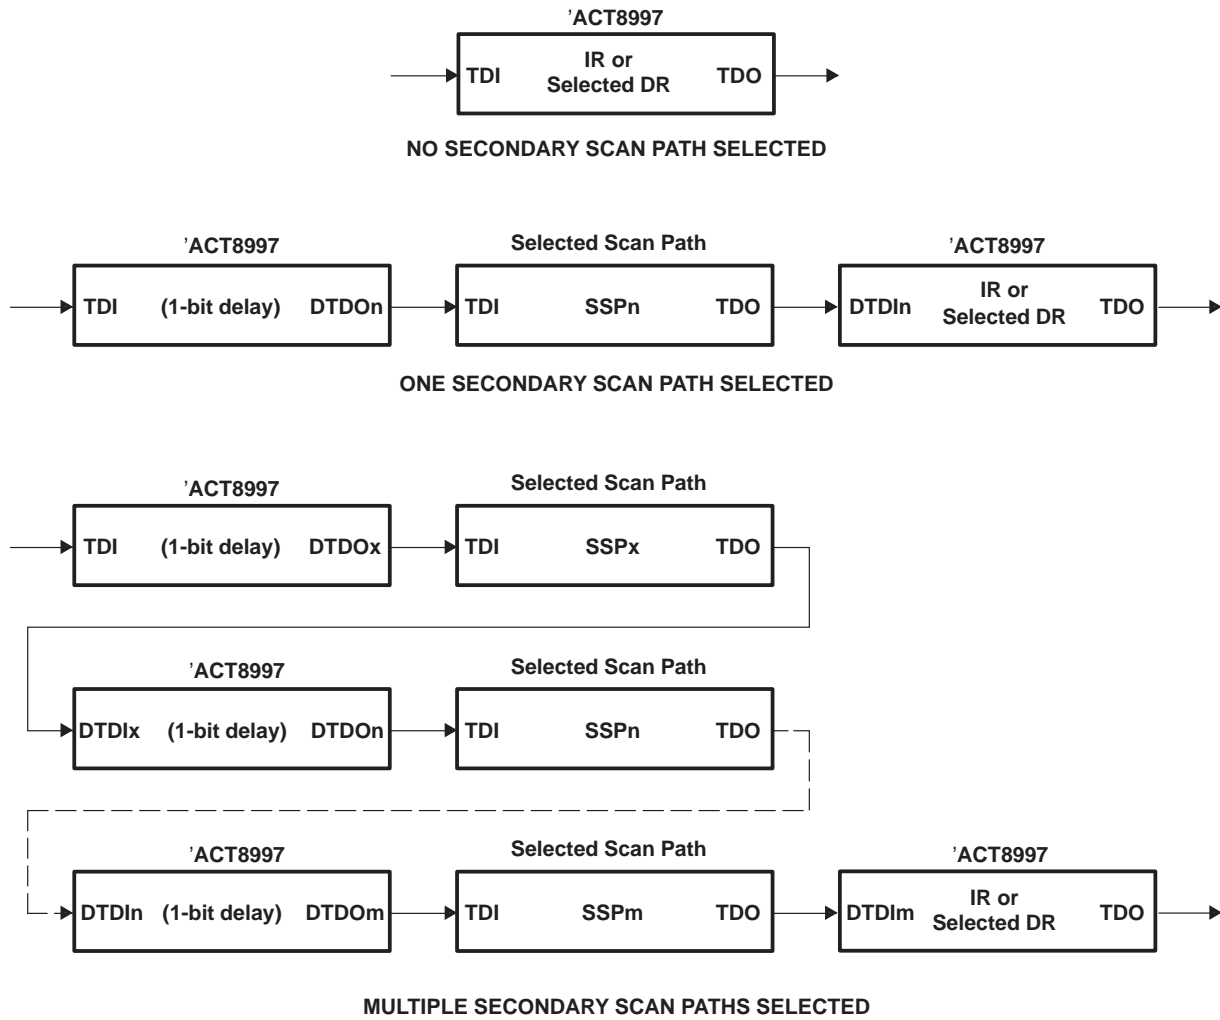 'ACT8997
TDI IR or Selected DR TDO
NO SECONDARY SCAN PATH SELECTED
'ACT8997 Selected Scan Path 'ACT8997
TDI (1-bit delay) DTDOn TDI SSPn TDO DTDIn IR or Selected DR TDO
ONE SECONDARY SCAN PATH SELECTED
'ACT8997 Selected Scan Path
TDI (1-bit delay) DTDOx TDI SSPx TDO
'ACT8997 Selected Scan Path
DTDIx (1-bit delay) DTDOn TDI SSPn TDO
'ACT8997 Selected Scan Path 'ACT8997
DTDIn (1-bit delay) DTDOm TDI SSPm TDO DTDIm IR or Selected DR TDO
MULTIPLE SECONDARY SCAN PATHS SELECTED